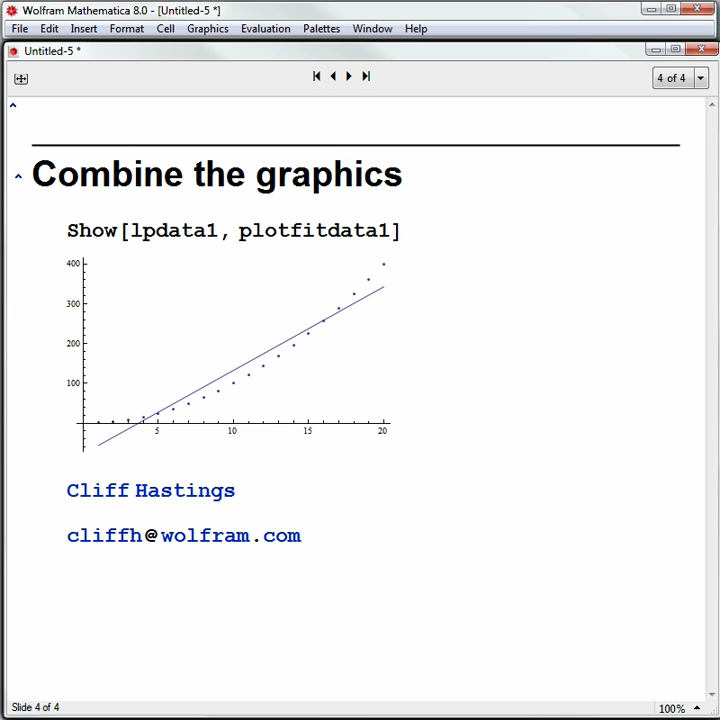 Wolfram Mathematica 8.0 - [Untitled-5 *]
File Edit Insert Format Cell Graphics Evaluation Palettes Window Help
Untitled-5 *
4 of 4
Combine the graphics
Show[lpdata1, plotfitdata1]
400
300
200
100
5 10 15 20
Cliff Hastings
cliffh@wolfram.com
Slide 4 of 4
100%